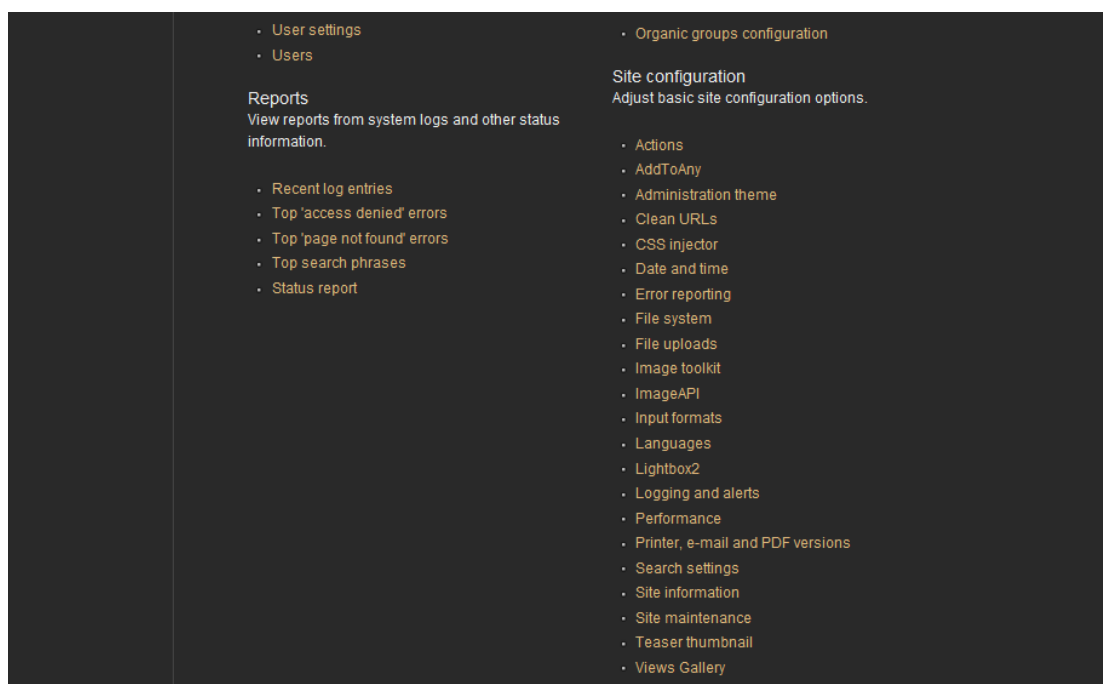 User settings
Users
Reports
View reports from system logs and other status
information.
Recent log entries
Top 'access denied' errors
Top 'page not found' errors
Top search phrases
Status report
Organic groups configuration
Site configuration
Adjust basic site configuration options.
Actions
AddToAny
Administration theme
Clean URLs
CSS injector
Date and time
Error reporting
File system
File uploads
Image toolkit
ImageAPI
Input formats
Languages
Lightbox2
Logging and alerts
Performance
Printer, e-mail and PDF versions
Search settings
Site information
Site maintenance
Teaser thumbnail
Views Gallery